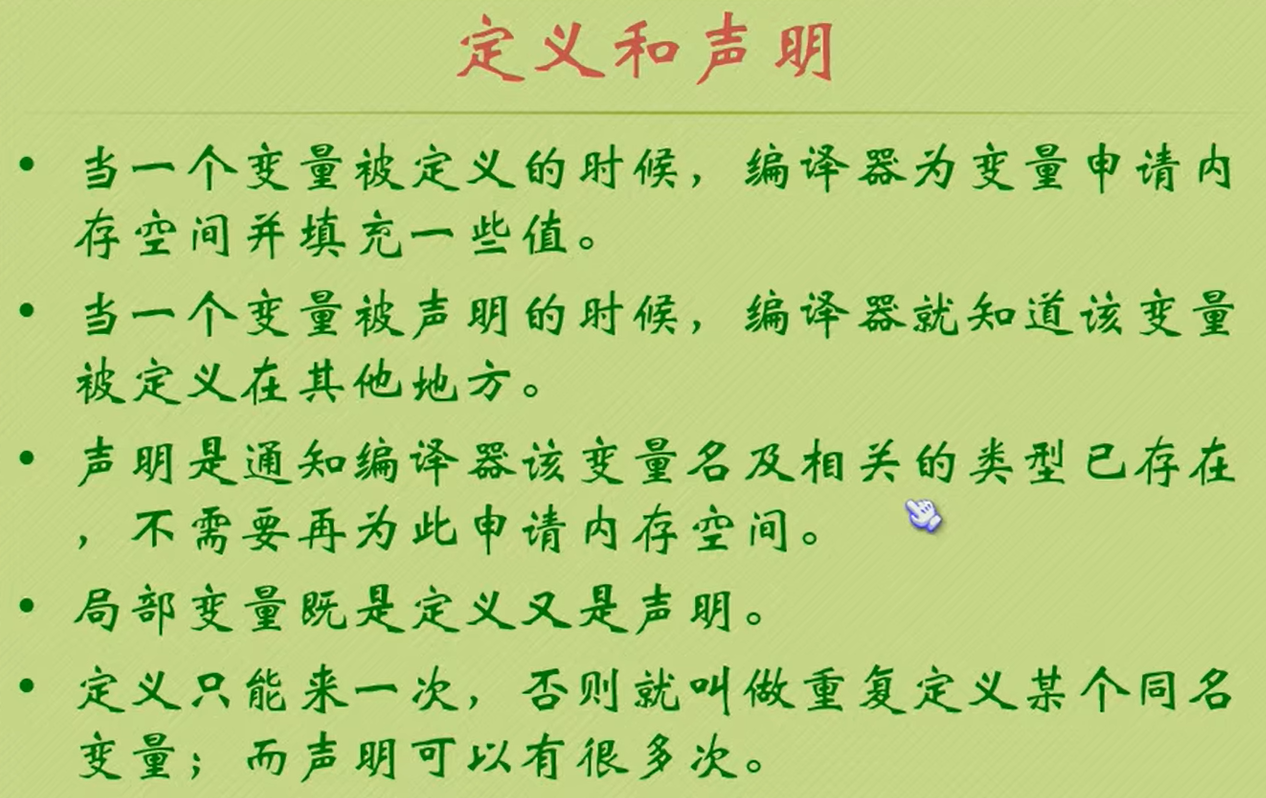 定义和声明
• 当一个变量被定义的时候，编译器为变量申请内
存空间并填充一些值。
• 当一个变量被声明的时候，编译器就知道该变量
被定义在其他地方。
• 声明是通知编译器该变量名及相关的类型已存在
，不需要再为此申请内存空间。
• 局部变量既是定义又是声明。
• 定义只能来一次，否则就叫做重复定义某个同名
变量；而声明可以有很多次。